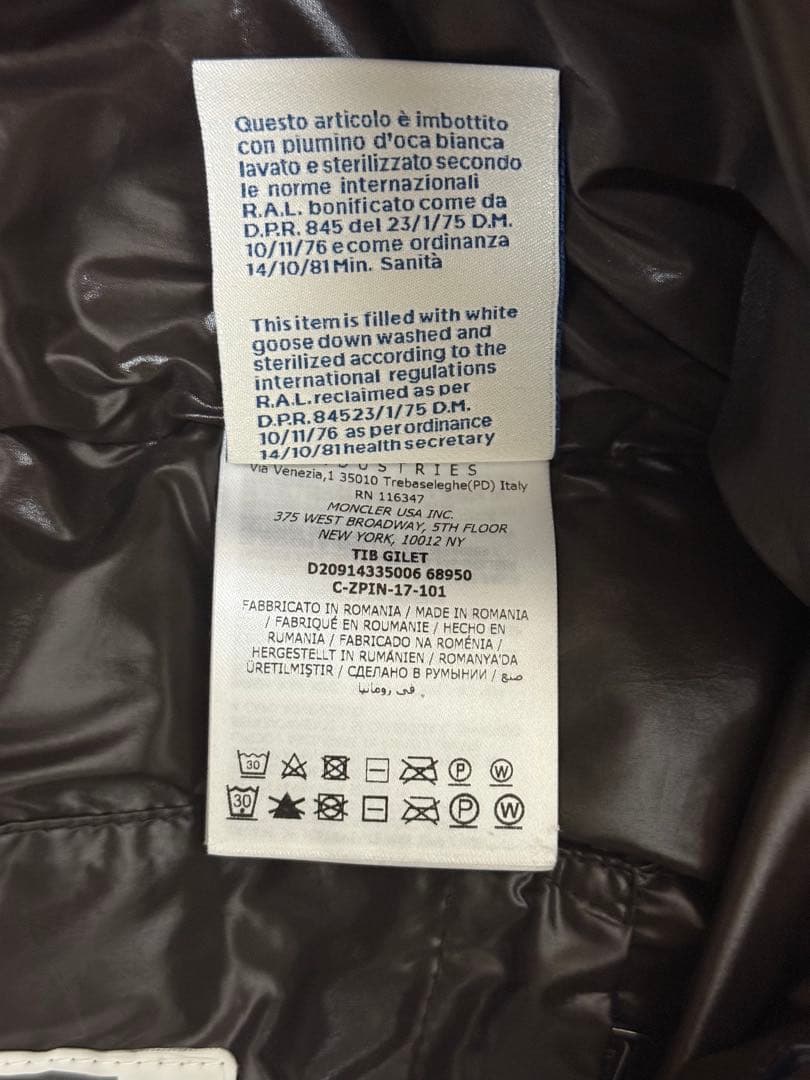 Questo articolo è imbottito
con piumino d'oca bianca
lavato e sterilizzato secondo
le norme internazionali
R.A.L. bonificato come da
D.P.R. 845 del 23/1/75 D.M.
10/11/76 e come ordinanza
14/10/81 Min. Sanità
This item is filled with white
goose down washed and
sterilized according to the
international regulations
R.A.L. reclaimed as per
D.P.R. 845 23/1/75 D.M.
10/11/76 as per ordinance
14/10/81 health secretary
Via Venezia,1 35010 Trebaseleghe(PD) Italy
RN 116347
MONCLER USA INC.
375 WEST BROADWAY, 5TH FLOOR
NEW YORK, 10012 NY
TIB GILET
D20914335006 68950
C-ZPIN-17-101
FABBRICATO IN ROMANIA / MADE IN ROMANIA
/ FABRIQUÉ EN ROUMANIE / HECHO EN
RUMANIA / FABRICADO NA ROMÉNIA /
HERGESTELLT IN RUMÄNIEN / ROMANYA'DA
ÜRETILMIŞTIR / СДЕЛАНО В РУМЫНИИ / صنع
في رومانيا .
30 P W
30 P W